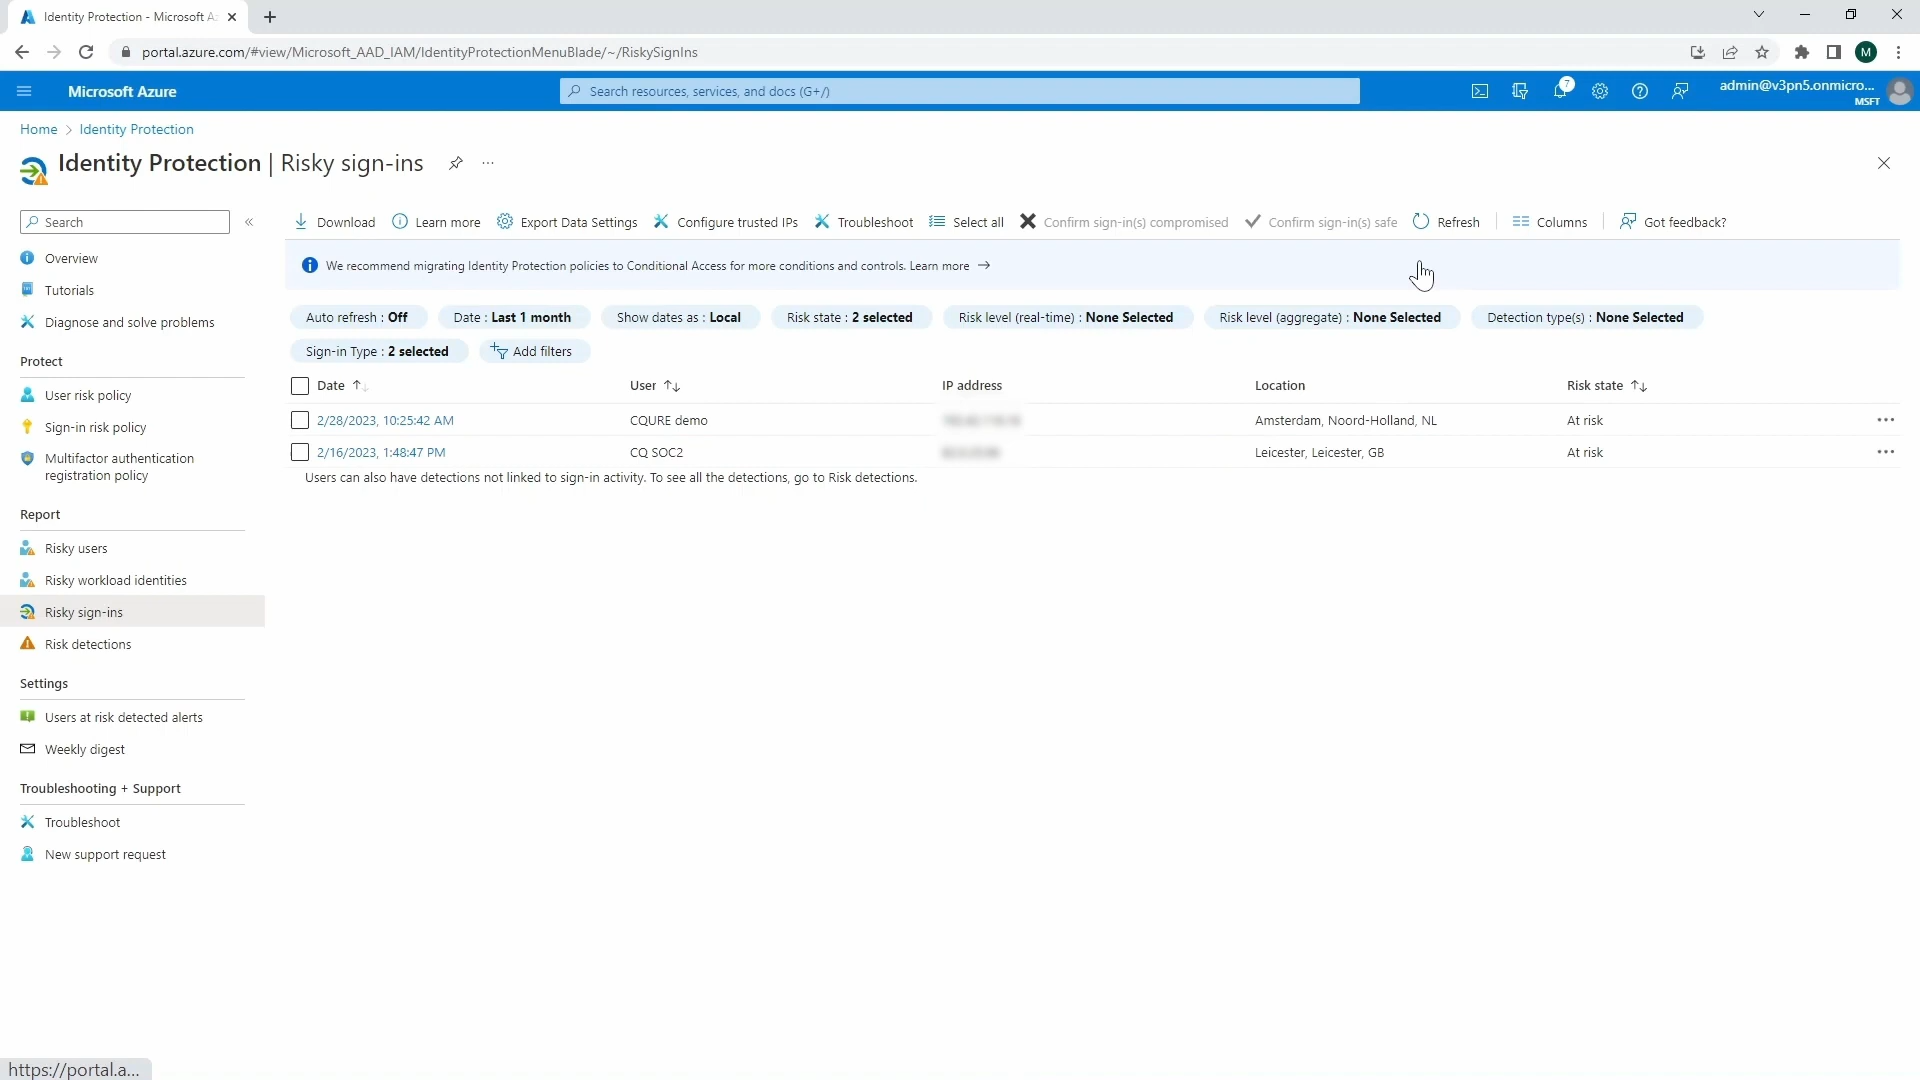 Identity Protection - Microsoft A
portal.azure.com/#view/Microsoft_AAD_IAM/IdentityProtectionMenuBlade/~/RiskySignIns
M
Microsoft Azure
Search resources, services, and docs (G+/)
7
admin@v3pn5.onmicro...
MSFT
Home > Identity Protection
Identity Protection | Risky sign-ins
Search
Download
Learn more
Export Data Settings
Configure trusted IPs
Troubleshoot
Select all
Confirm sign-in(s) compromised
Confirm sign-in(s) safe
Refresh
Columns
Got feedback?
We recommend migrating Identity Protection policies to Conditional Access for more conditions and controls. Learn more →
Overview
Tutorials
Diagnose and solve problems
Protect
User risk policy
Sign-in risk policy
Multifactor authentication
registration policy
Report
Risky users
Risky workload identities
Risky sign-ins
Risk detections
Settings
Users at risk detected alerts
Weekly digest
Troubleshooting + Support
Troubleshoot
New support request
Auto refresh : Off
Date : Last 1 month
Show dates as : Local
Risk state : 2 selected
Risk level (real-time) : None Selected
Risk level (aggregate) : None Selected
Detection type(s) : None Selected
Sign-in Type : 2 selected
Add filters
Date User IP address Location Risk state
2/28/2023, 10:25:42 AM CQURE demo Amsterdam, Noord-Holland, NL At risk
2/16/2023, 1:48:47 PM CQ SOC2 Leicester, Leicester, GB At risk
Users can also have detections not linked to sign-in activity. To see all the detections, go to Risk detections.
https://portal.a...